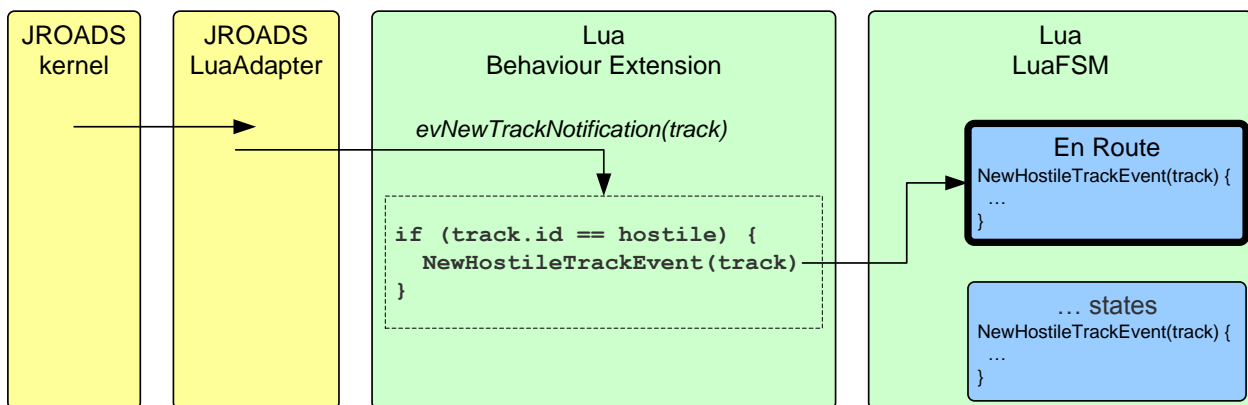 JROADS
kernel
JROADS
LuaAdapter
Lua
Behaviour Extension
evNewTrackNotification(track)
if (track.id == hostile) {
NewHostileTrackEvent(track)
}
Lua
LuaFSM
En Route
NewHostileTrackEvent(track) {
…
}
… states
NewHostileTrackEvent(track) {
…
}